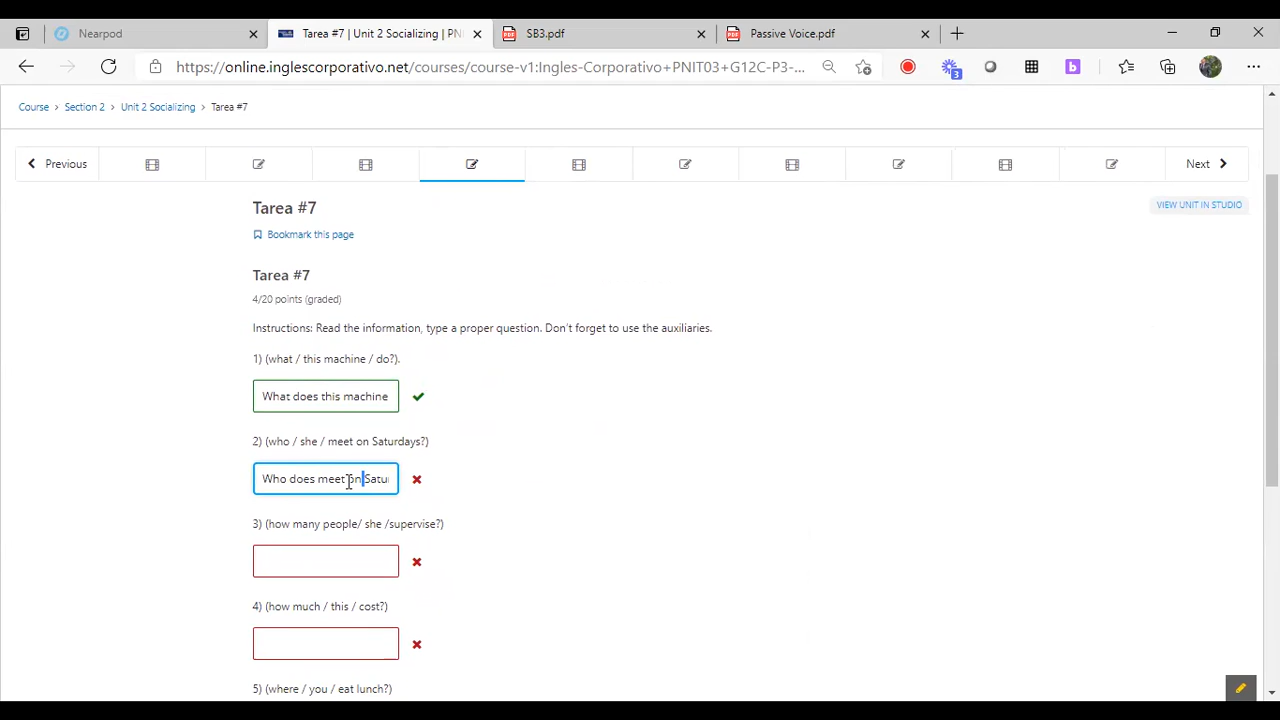 Nearpod
Tarea #7 | Unit 2 Socializing | PNI
SB3.pdf
Passive Voice.pdf
https://online.inglescorporativo.net/courses/course-v1:Ingles-Corporativo+PNIT03+G12C-P3-...
3
b
Course > Section 2 > Unit 2 Socializing > Tarea #7
Previous
Next
Tarea #7
VIEW UNIT IN STUDIO
Bookmark this page
Tarea #7
4/20 points (graded)
Instructions: Read the information, type a proper question. Don't forget to use the auxiliaries.
1) (what / this machine / do?).
What does this machine
2) (who / she / meet on Saturdays?)
Who does meet on Satu
3) (how many people/ she /supervise?)
4) (how much / this / cost?)
5) (where / you / eat lunch?)